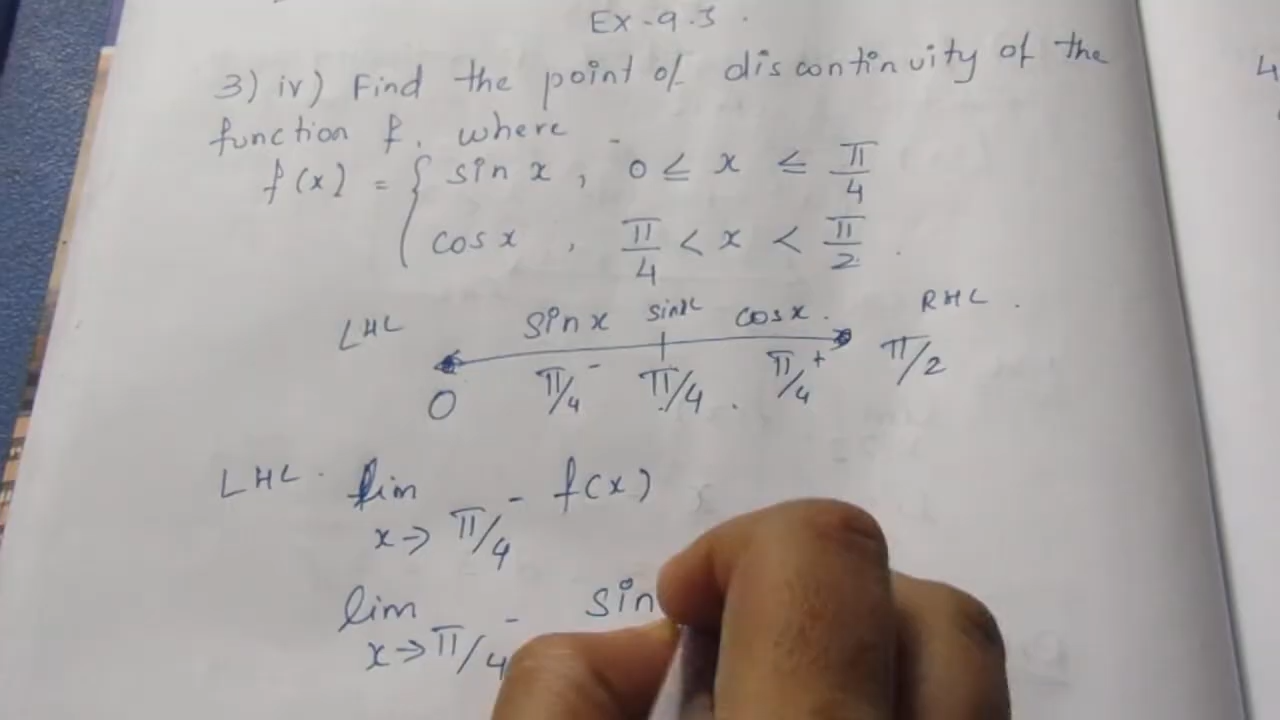 Ex-9.3.
3) iv) Find the point of discontinuity of the
function f. where
f(x) = { sin x, 0 ≤ x ≤ π/4
cos x, π/4 < x < π/2.
LHL sin x sin x cos x. RHL.
0 π/4⁻ π/4. π/4⁺ π/2
LHL. lim x→π/4⁻ f(x)
lim x→π/4⁻ sin
4